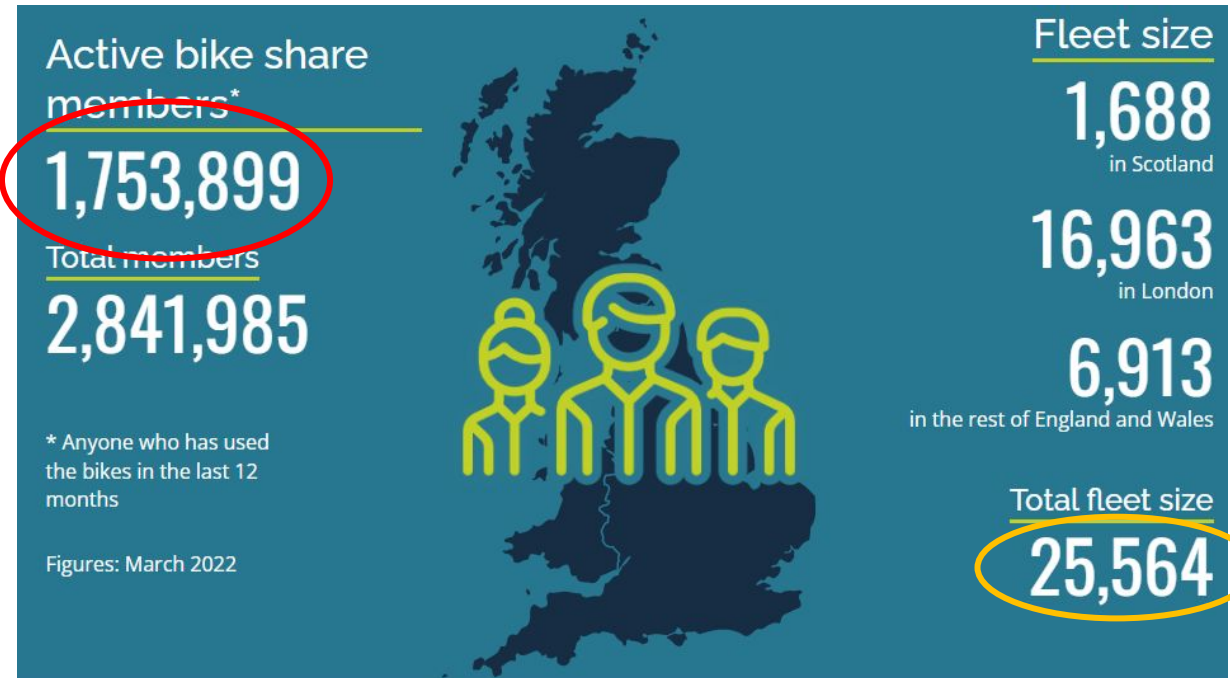 Active bike share
members*
1,753,899
Total members
2,841,985
* Anyone who has used
the bikes in the last 12
months
Figures: March 2022
Fleet size
1,688
in Scotland
16,963
in London
6,913
in the rest of England and Wales
Total fleet size
25,564